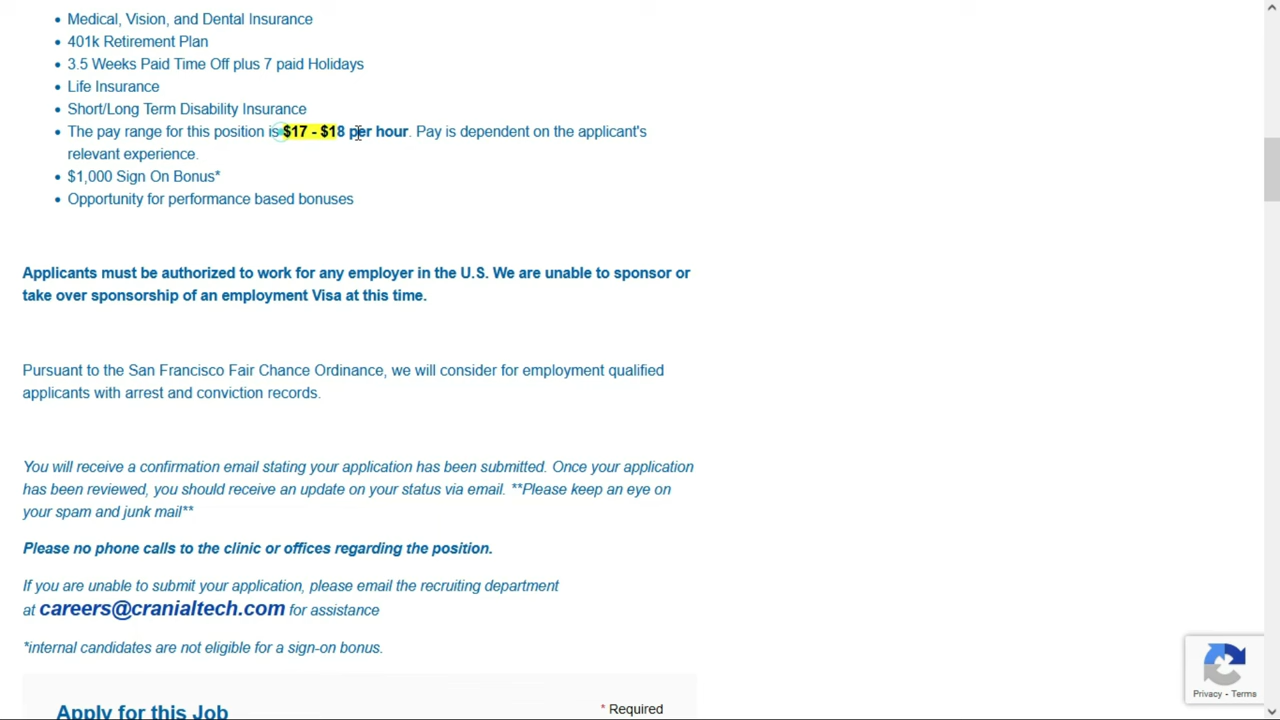 Medical, Vision, and Dental Insurance
401k Retirement Plan
3.5 Weeks Paid Time Off plus 7 paid Holidays
Life Insurance
Short/Long Term Disability Insurance
The pay range for this position is $17 - $18 per hour. Pay is dependent on the applicant's
relevant experience.
$1,000 Sign On Bonus*
Opportunity for performance based bonuses
Applicants must be authorized to work for any employer in the U.S. We are unable to sponsor or
take over sponsorship of an employment Visa at this time.
Pursuant to the San Francisco Fair Chance Ordinance, we will consider for employment qualified
applicants with arrest and conviction records.
You will receive a confirmation email stating your application has been submitted. Once your application
has been reviewed, you should receive an update on your status via email. **Please keep an eye on
your spam and junk mail**
Please no phone calls to the clinic or offices regarding the position.
If you are unable to submit your application, please email the recruiting department
at careers@cranialtech.com for assistance
*internal candidates are not eligible for a sign-on bonus.
Apply for this Job
* Required
Privacy - Terms